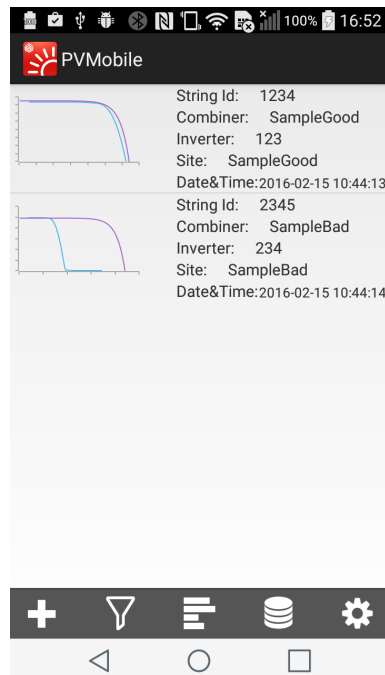 100% 16:52
PVMobile
String Id: 1234
Combiner: SampleGood
Inverter: 123
Site: SampleGood
Date&Time:2016-02-15 10:44:13
String Id: 2345
Combiner: SampleBad
Inverter: 234
Site: SampleBad
Date&Time:2016-02-15 10:44:14